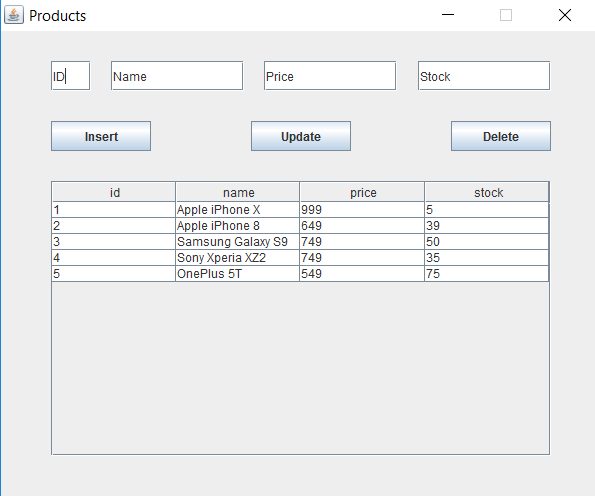 Products
ID Name Price Stock
Insert Update Delete
id name price stock
1 Apple iPhone X 999 5
2 Apple iPhone 8 649 39
3 Samsung Galaxy S9 749 50
4 Sony Xperia XZ2 749 35
5 OnePlus 5T 549 75